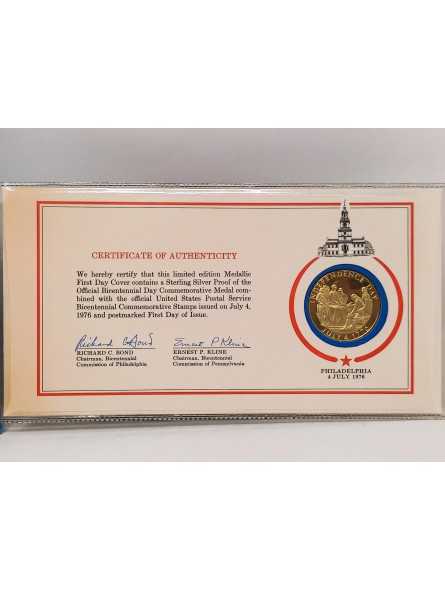 CERTIFICATE OF AUTHENTICITY
We hereby certify that this limited edition Medallic
First Day Cover contains a Sterling Silver Proof of the
Official Bicentennial Day Commemorative Medal com-
bined with the official United States Postal Service
Bicentennial Commemorative Stamps issued on July 4,
1976 and postmarked First Day of Issue.
Richard C Bond
RICHARD C. BOND
Chairman, Bicentennial
Commission of Philadelphia
Ernest P Kline
ERNEST P. KLINE
Chairman, Bicentennial
Commission of Pennsylvania
INDEPENDENCE DAY
JULY 4 1776
PHILADELPHIA
4 JULY 1976